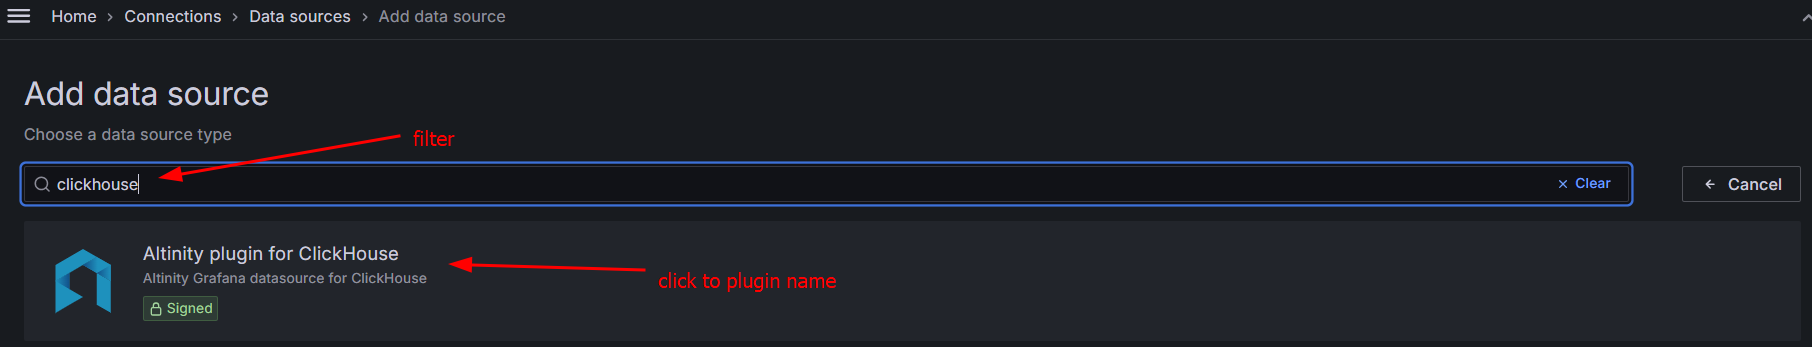 Home > Connections > Data sources > Add data source
Add data source
Choose a data source type
filter
clickhouse
Clear
Cancel
Altinity plugin for ClickHouse
Altinity Grafana datasource for ClickHouse
click to plugin name
Signed